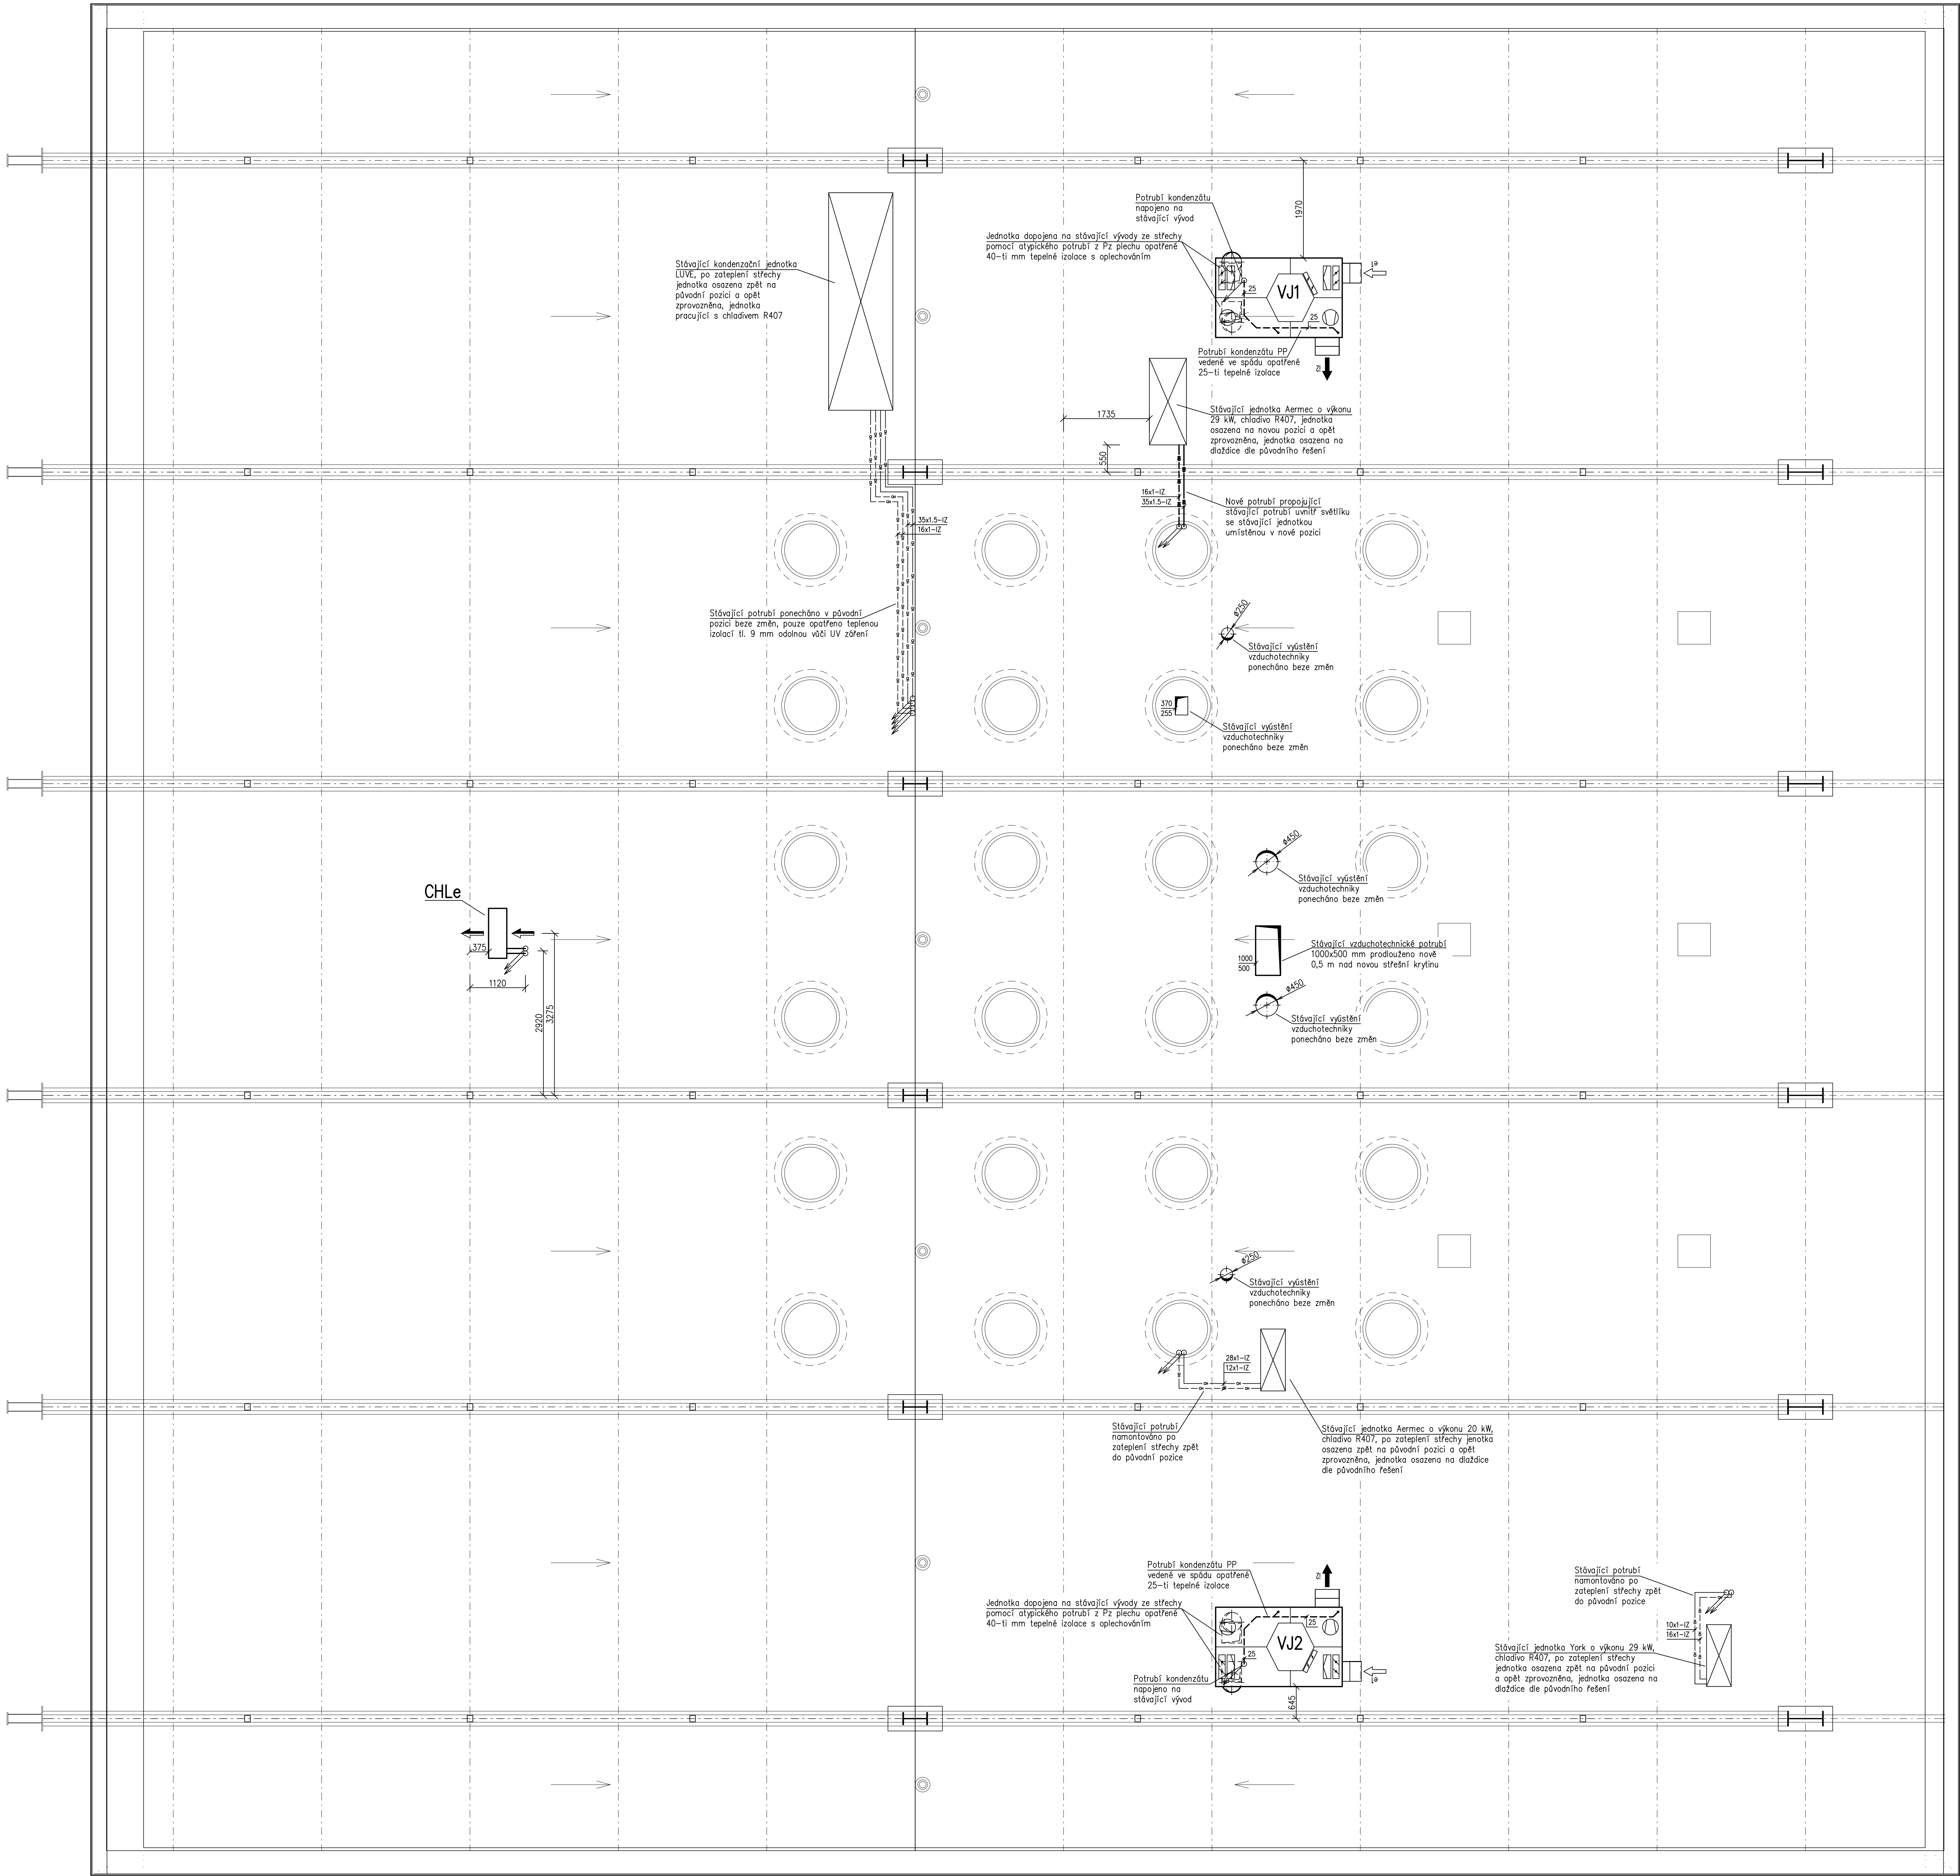 Potrubí kondenzátu
napojeno na
stávající vývod
1970
Jednotka dopojena na stávající vývody ze střechy
pomocí atypického potrubí z Pz plechu opatřené
40-ti mm tepelné izolace s oplechováním
Stávající kondenzační jednotka
LUVE, po zateplení střechy
jednotka osazena zpět na
původní pozici a opět
zprovozněna, jednotka
pracující s chladivem R407
VJ1
e1
25
25
i2
Potrubí kondenzátu PP
vedené ve spádu opatřené
25-ti tepelné izolace
1735
550
Stávající jednotka Aermec o výkonu
29 kW, chladivo R407, jednotka
osazena na novou pozici a opět
zprovozněna, jednotka osazena na
dlaždice dle původního řešení
16x1-IZ
35x1.5-IZ
Nové potrubí propojující
stávající potrubí uvnitř světlíku
se stávající jednotkou
umístěnou v nové pozici
35x1.5-IZ
16x1-IZ
Stávající potrubí ponecháno v původní
pozici beze změn, pouze opatřeno teplenou
izolací tl. 9 mm odolnou vůči UV záření
ø250
Stávající vyústění
vzduchotechniky
ponecháno beze změn
370
255
Stávající vyústění
vzduchotechniky
ponecháno beze změn
ø450
Stávající vyústění
vzduchotechniky
ponecháno beze změn
CHLe
375
1120
2920
3275
1000
500
Stávající vzduchotechnické potrubí
1000x500 mm prodlouženo nově
0,5 m nad novou střešní krytinu
ø450
Stávající vyústění
vzduchotechniky
ponecháno beze změn
ø250
Stávající vyústění
vzduchotechniky
ponecháno beze změn
28x1-IZ
12x1-IZ
Stávající potrubí
namontováno po
zateplení střechy zpět
do původní pozice
Stávající jednotka Aermec o výkonu 20 kW,
chladivo R407, po zateplení střechy jenotka
osazena zpět na původní pozici a opět
zprovozněna, jednotka osazena na dlaždice
dle původního řešení
Potrubí kondenzátu PP
vedené ve spádu opatřené
25-ti tepelné izolace
i2
Jednotka dopojena na stávající vývody ze střechy
pomocí atypického potrubí z Pz plechu opatřené
40-ti mm tepelné izolace s oplechováním
25
VJ2
25
e1
Potrubí kondenzátu
napojeno na
stávající vývod
645
Stávající potrubí
namontováno po
zateplení střechy zpět
do původní pozice
10x1-IZ
16x1-IZ
Stávající jednotka York o výkonu 29 kW,
chladivo R407, po zateplení střechy
jednotka osazena zpět na původní pozici
a opět zprovozněna, jednotka osazena na
dlaždice dle původního řešení